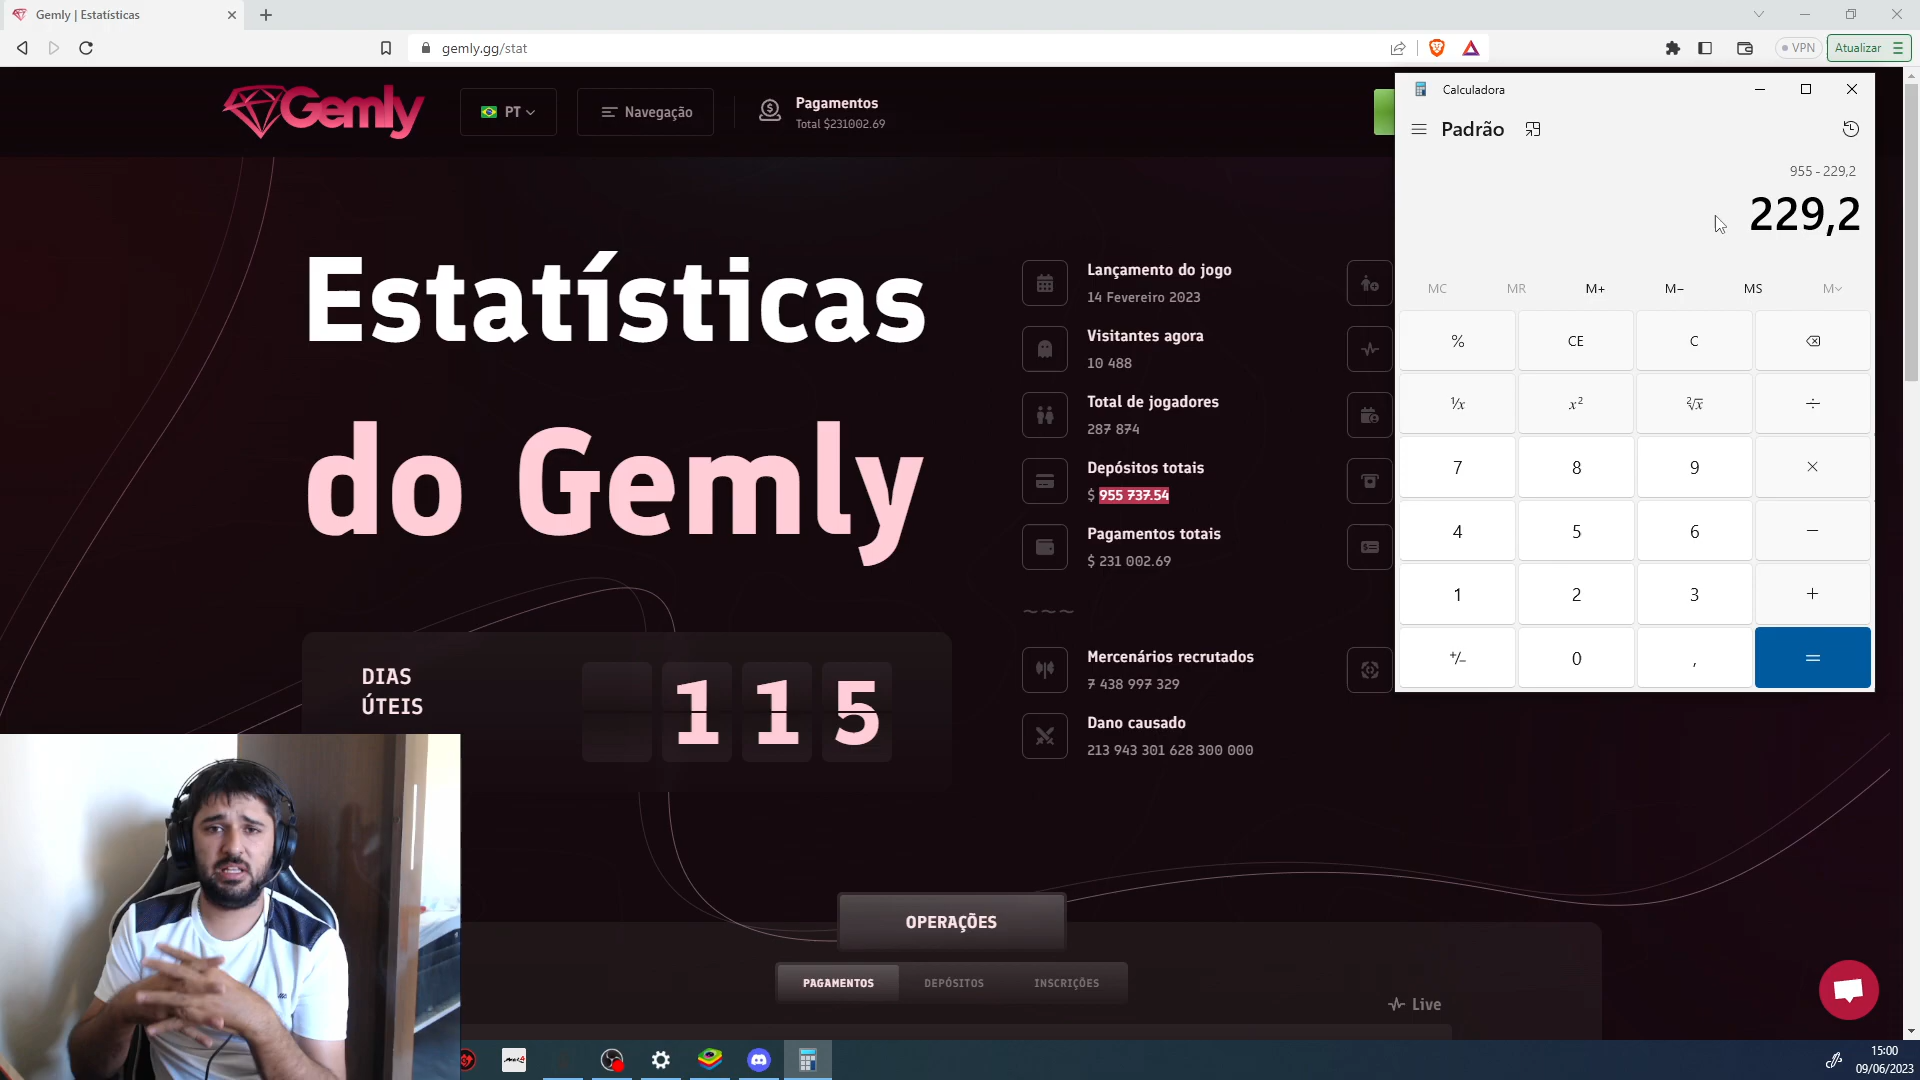 Gemly | Estatísticas
gemly.gg/stat
VPN
Atualizar
Gemly
PT
Navegação
Pagamentos
Total $231002.69
Estatísticas
do Gemly
Lançamento do jogo
14 Fevereiro 2023
Visitantes agora
10 488
Total de jogadores
287 874
Depósitos totais
$ 955 737.54
Pagamentos totais
$ 231 002.69
~~~
Mercenários recrutados
7 438 997 329
Dano causado
213 943 301 628 300 000
DIAS
ÚTEIS
115
OPERAÇÕES
PAGAMENTOS
DEPÓSITOS
INSCRIÇÕES
Live
Calculadora
Padrão
955 - 229,2
229,2
MC MR M+ M− MS M˅
% CE C
¹/x x² ²√x ÷
7 8 9 ×
4 5 6 −
1 2 3 +
+/− 0 , =
15:00
09/06/2023